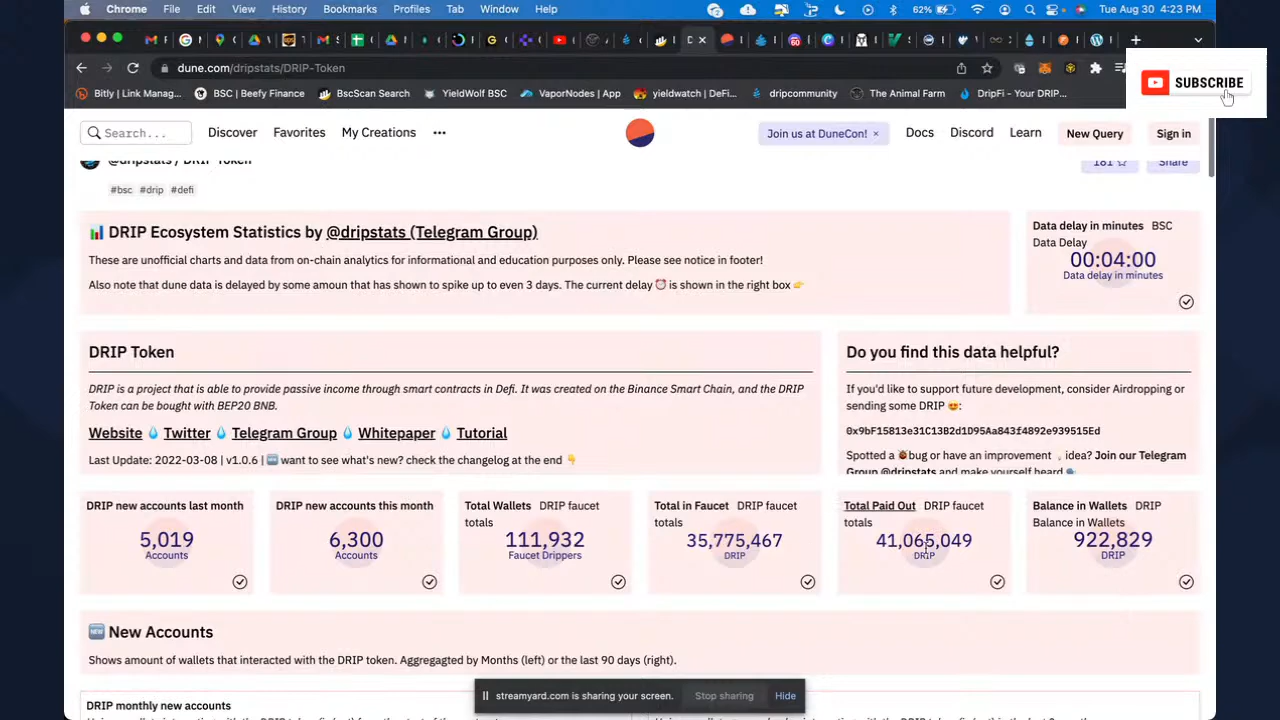 Chrome File Edit View History Bookmarks Profiles Tab Window Help 62% Tue Aug 30 4:23 PM
dune.com/dripstats/DRIP-Token
SUBSCRIBE
Bitly | Link Manag... BSC | Beefy Finance BscScan Search YieldWolf BSC VaporNodes | App yieldwatch | DeFi... dripcommunity The Animal Farm DripFi - Your DRIP...
Search... Discover Favorites My Creations ••• Join us at DuneCon! × Docs Discord Learn New Query Sign in
@dripstats / DRIP Token 181 Share
#bsc #drip #defi
DRIP Ecosystem Statistics by @dripstats (Telegram Group)
These are unofficial charts and data from on-chain analytics for informational and education purposes only. Please see notice in footer!
Also note that dune data is delayed by some amoun that has shown to spike up to even 3 days. The current delay ⏰ is shown in the right box 👉
Data delay in minutes BSC
Data Delay
00:04:00
Data delay in minutes
DRIP Token
DRIP is a project that is able to provide passive income through smart contracts in Defi. It was created on the Binance Smart Chain, and the DRIP
Token can be bought with BEP20 BNB.
Website 💧 Twitter 💧 Telegram Group 💧 Whitepaper 💧 Tutorial
Last Update: 2022-03-08 | v1.0.6 | 🆕 want to see what's new? check the changelog at the end 👇
Do you find this data helpful?
If you'd like to support future development, consider Airdropping or
sending some DRIP 😍:
0x9bF15813e31C13B2d1D95Aa843f4892e939515Ed
Spotted a 🐞bug or have an improvement idea? Join our Telegram
Group @dripstats and make yourself heard
DRIP new accounts last month
5,019
Accounts
DRIP new accounts this month
6,300
Accounts
Total Wallets DRIP faucet
totals
111,932
Faucet Drippers
Total in Faucet DRIP faucet
totals
35,775,467
DRIP
Total Paid Out DRIP faucet
totals
41,065,049
DRIP
Balance in Wallets DRIP
Balance in Wallets
922,829
DRIP
🆕 New Accounts
Shows amount of wallets that interacted with the DRIP token. Aggregagted by Months (left) or the last 90 days (right).
streamyard.com is sharing your screen. Stop sharing Hide
DRIP monthly new accounts